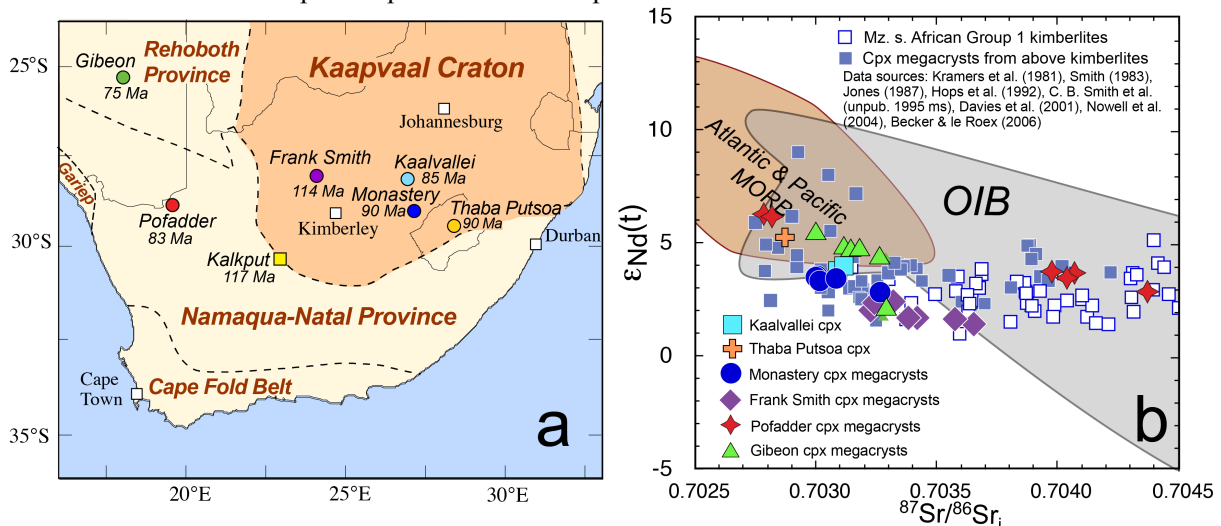 25°S
30°S
35°S
20°E
25°E
30°E
Gibeon
75 Ma
Rehoboth
Province
Kaapvaal Craton
Johannesburg
Frank Smith
114 Ma
Kaalvallei
85 Ma
Monastery
90 Ma
Thaba Putsoa
90 Ma
Kimberley
Durban
Gariep
Pofadder
83 Ma
Kalkput
117 Ma
Namaqua-Natal Province
Cape
Town
Cape Fold Belt
a
15
10
5
0
-5
εNd(t)
Mz. s. African Group 1 kimberlites
Cpx megacrysts from above kimberlites
Data sources: Kramers et al. (1981), Smith (1983),
Jones (1987), Hops et al. (1992), C. B. Smith et al.
(unpub. 1995 ms), Davies et al. (2001), Nowell et al.
(2004), Becker & le Roex (2006)
Atlantic & Pacific
MORB
OIB
Kaalvallei cpx
Thaba Putsoa cpx
Monastery cpx megacrysts
Frank Smith cpx megacrysts
Pofadder cpx megacrysts
Gibeon cpx megacrysts
b
0.7025
0.703
0.7035
0.704
0.7045
87Sr/86Sri